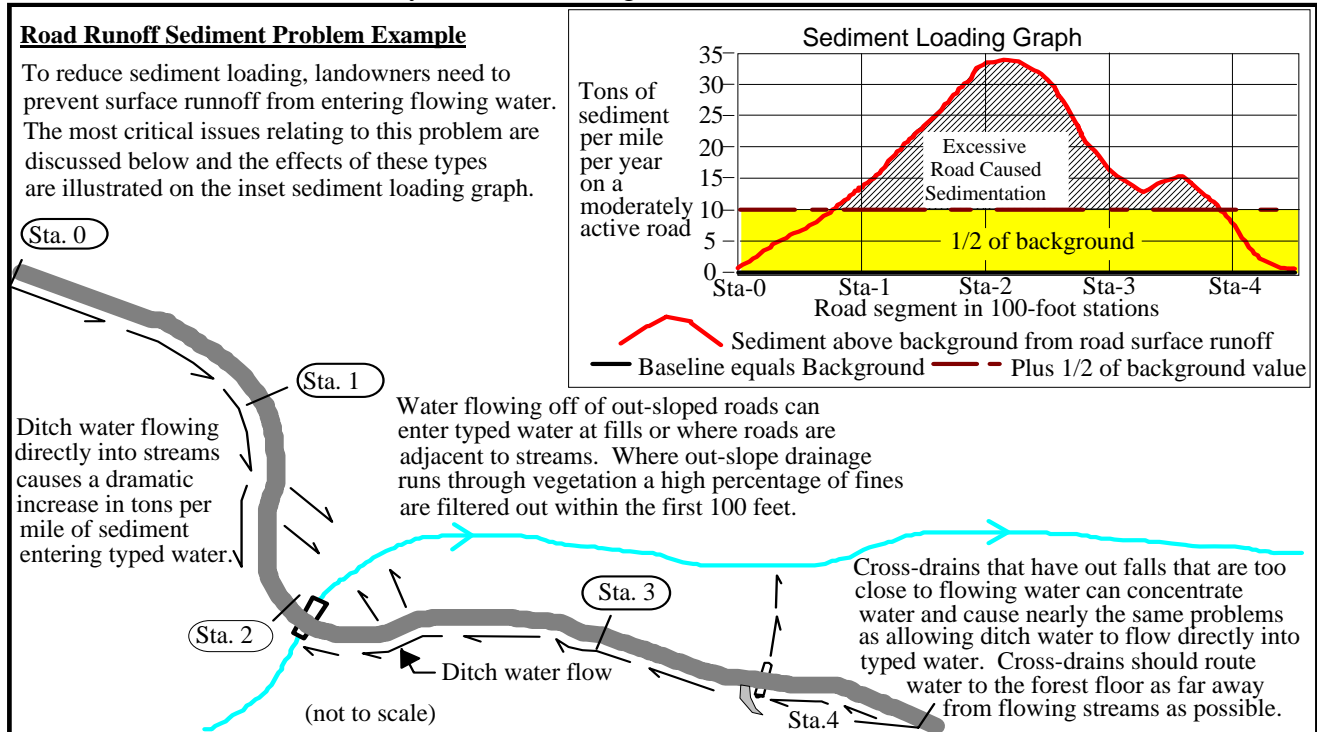 Road Runoff Sediment Problem Example
To reduce sediment loading, landowners need to
prevent surface runnoff from entering flowing water.
The most critical issues relating to this problem are
discussed below and the effects of these types
are illustrated on the inset sediment loading graph.
Sediment Loading Graph
Tons of
sediment
per mile
per year
on a
moderately
active road
35
30
25
20
15
10
5
0
Excessive
Road Caused
Sedimentation
1/2 of background
Sta-0 Sta-1 Sta-2 Sta-3 Sta-4
Road segment in 100-foot stations
Sediment above background from road surface runoff
Baseline equals Background
Plus 1/2 of background value
Sta. 0
Sta. 1
Ditch water flowing
directly into streams
causes a dramatic
increase in tons per
mile of sediment
entering typed water.
Water flowing off of out-sloped roads can
enter typed water at fills or where roads are
adjacent to streams. Where out-slope drainage
runs through vegetation a high percentage of fines
are filtered out within the first 100 feet.
Sta. 2
Sta. 3
Ditch water flow
(not to scale)
Cross-drains that have out falls that are too
close to flowing water can concentrate
water and cause nearly the same problems
as allowing ditch water to flow directly into
typed water. Cross-drains should route
water to the forest floor as far away
from flowing streams as possible.
Sta.4